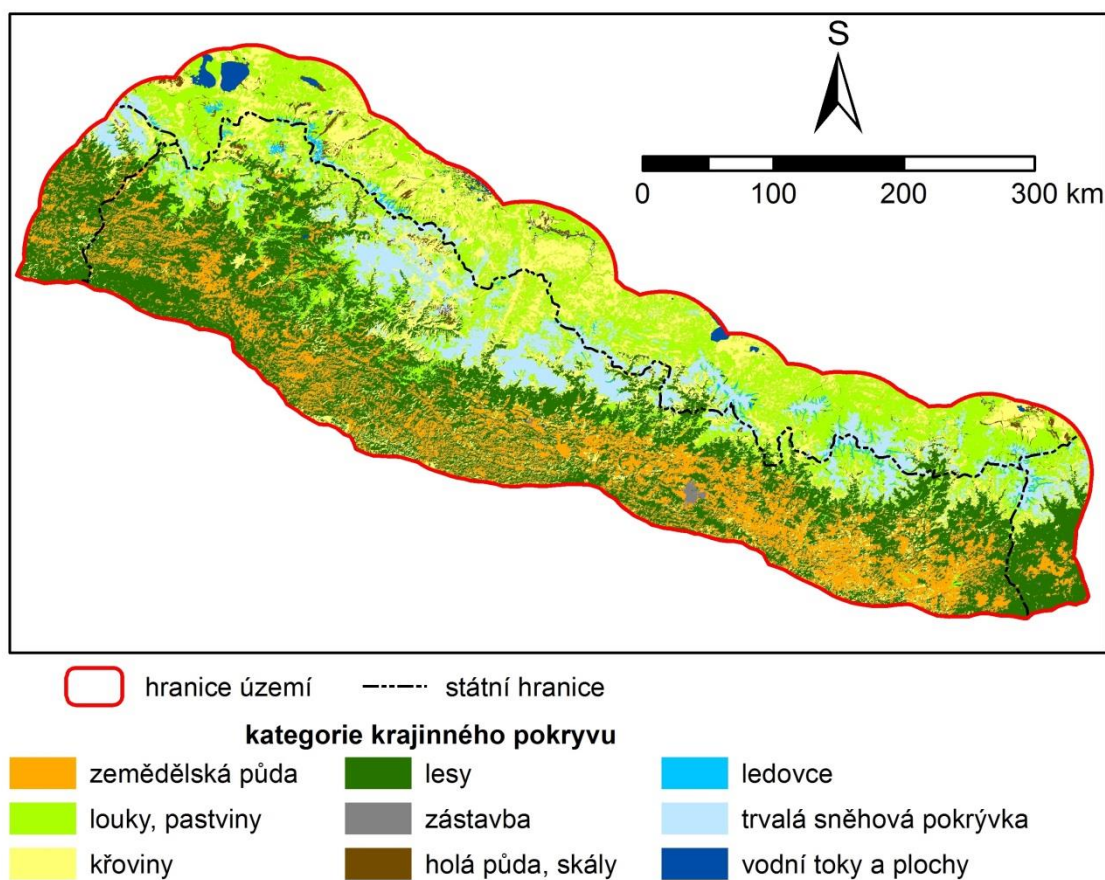 S
0 100 200 300 km
hranice území státní hranice
kategorie krajinného pokryvu
zemědělská půda lesy ledovce
louky, pastviny zástavba trvalá sněhová pokrývka
křoviny holá půda, skály vodní toky a plochy